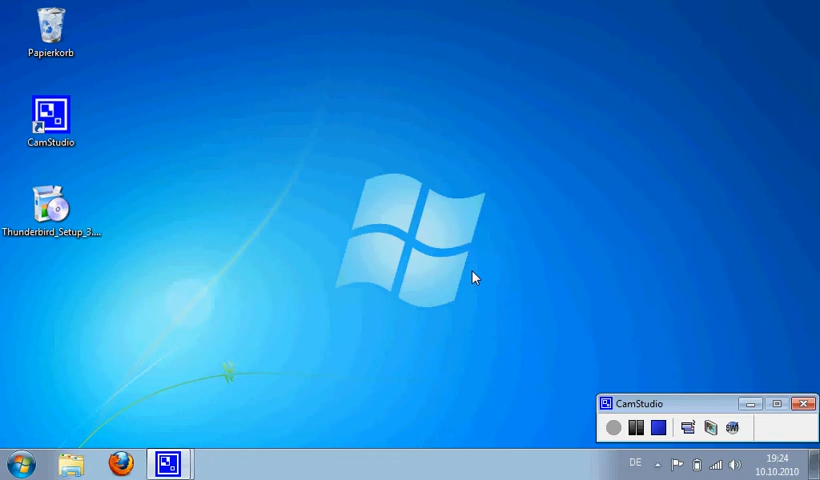 Papierkorb
CamStudio
Thunderbird_Setup_3....
CamStudio
DE
19:24
10.10.2010